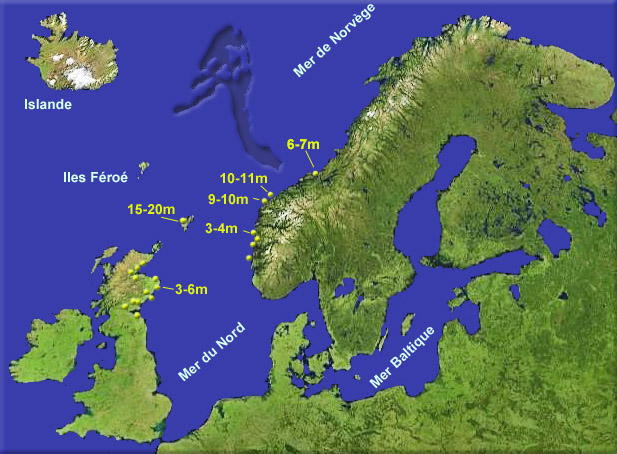 Mer de Norvège
Islande
6-7m
Iles Féroé
10-11m
9-10m
15-20m
3-4m
3-6m
Mer du Nord
Mer Baltique